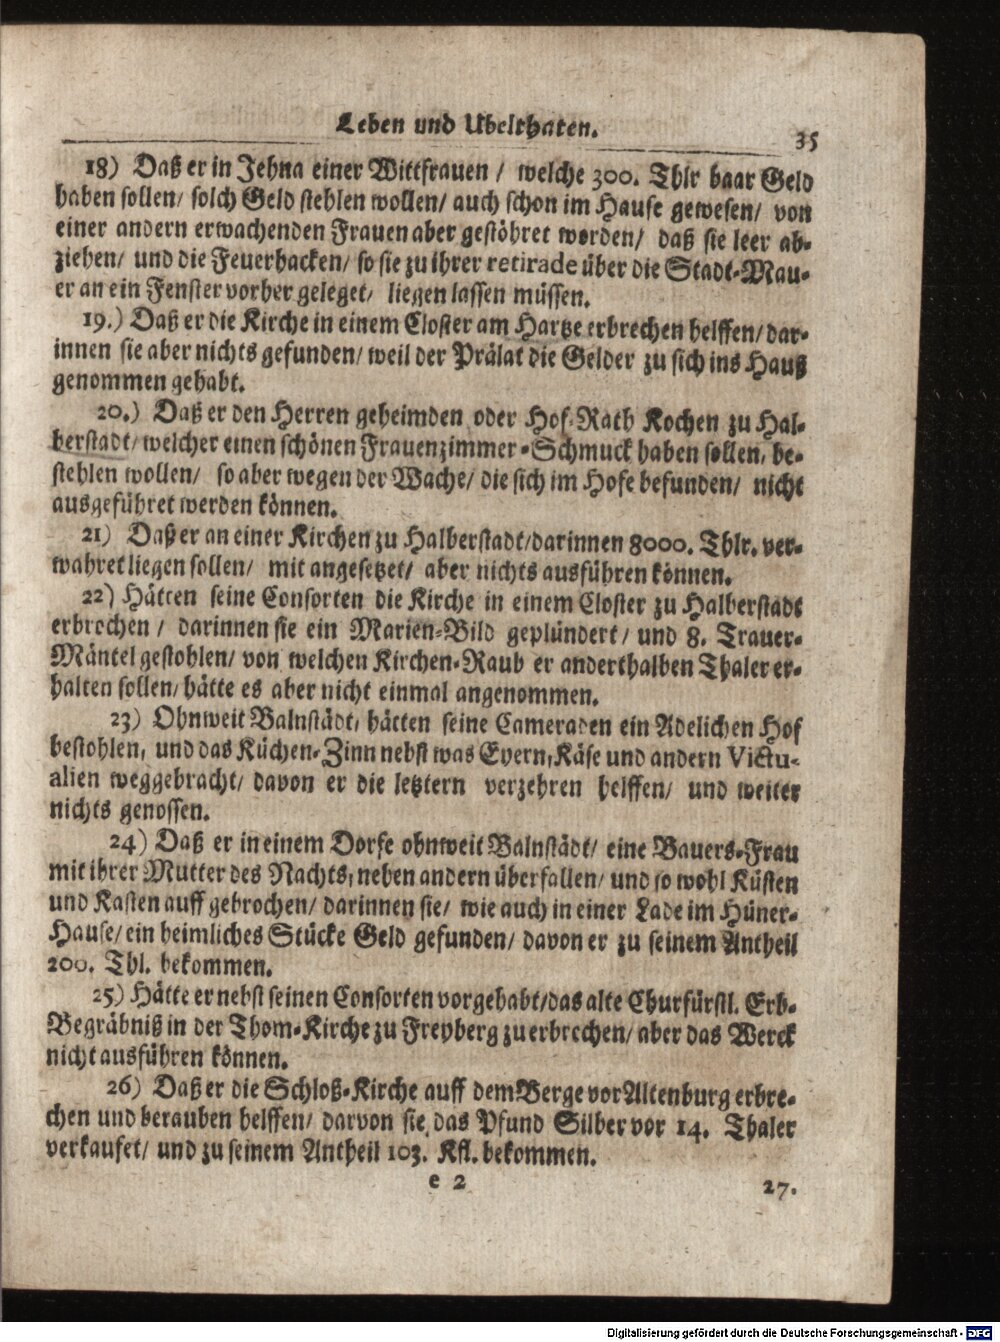 Leben und Ubelthaten.
35
18) Daß er in Jehna einer Wittfrauen / welche 300. Thlr baar Geld
haben sollen/ solch Geld stehlen wollen/ auch schon im Hause gewesen/ von
einer andern erwachenden Frauen aber gestöhret worden/ daß sie leer ab-
ziehen/ und die Feuerhacken/ so sie zu ihrer retirade über die Stadt-Mau-
er an ein Fenster vorher geleget/ liegen lassen müssen.
19.) Daß er die Kirche in einem Closter am Hartze erbrechen helffen/ dar-
innen sie aber nichts gefunden/ weil der Prälat die Gelder zu sich ins Hauß
genommen gehabt.
20.) Daß er den Herren geheimden oder Hof-Rath Kochen zu Hal-
berstadt/ welcher einen schönen Frauenzimmer-Schmuck haben sollen/ be-
stehlen wollen/ so aber wegen der Wache/ die sich im Hofe befunden/ nicht
ausgeführet werden können.
21) Daß er an einer Kirchen zu Halberstadt/darinnen 8000. Thlr. ver-
wahret liegen sollen/ mit angesetzet/ aber nichts ausführen können.
22) Hätten seine Consorten die Kirche in einem Closter zu Halberstadt
erbrochen / darinnen sie ein Marien-Bild geplündert/ und 8. Trauer-
Mäntel gestohlen/ von welchen Kirchen-Raub er anderthalben Thaler er-
halten sollen/ hätte es aber nicht einmal angenommen.
23) Ohnweit Balnstädt/ hätten seine Cameraden ein Adelichen Hof
bestohlen, und das Küchen-Zinn nebst was Eyern, Käse und andern Victu-
alien weggebracht/ davon er die letztern verzehren helffen/ und weiter
nichts genossen.
24) Daß er in einem Dorfe ohnweit Balnstädt/ eine Bauers-Frau
mit ihrer Mutter des Nachts, neben andern überfallen/ und so wohl Küsten
und Kasten auff gebrochen/ darinnen sie/ wie auch in einer Lade im Hüner-
Hause/ ein heimliches Stücke Geld gefunden/ davon er zu seinem Antheil
200. Thl. bekommen.
25) Hätte er nebst seinen Consorten vorgehabt/das alte Churfürstl. Erb-
Begräbniß in der Thom-Kirche zu Freyberg zu erbrechen/ aber das Werck
nicht ausführen können.
26) Daß er die Schloß-Kirche auff dem Berge vor Altenburg erbre-
chen und berauben helffen/ darvon sie das Pfund Silber vor 14. Thaler
verkaufet/ und zu seinem Antheil 103. Kfl. bekommen.
e 2
27.
Digitalisierung gefördert durch die Deutsche Forschungsgemeinschaft - DFG